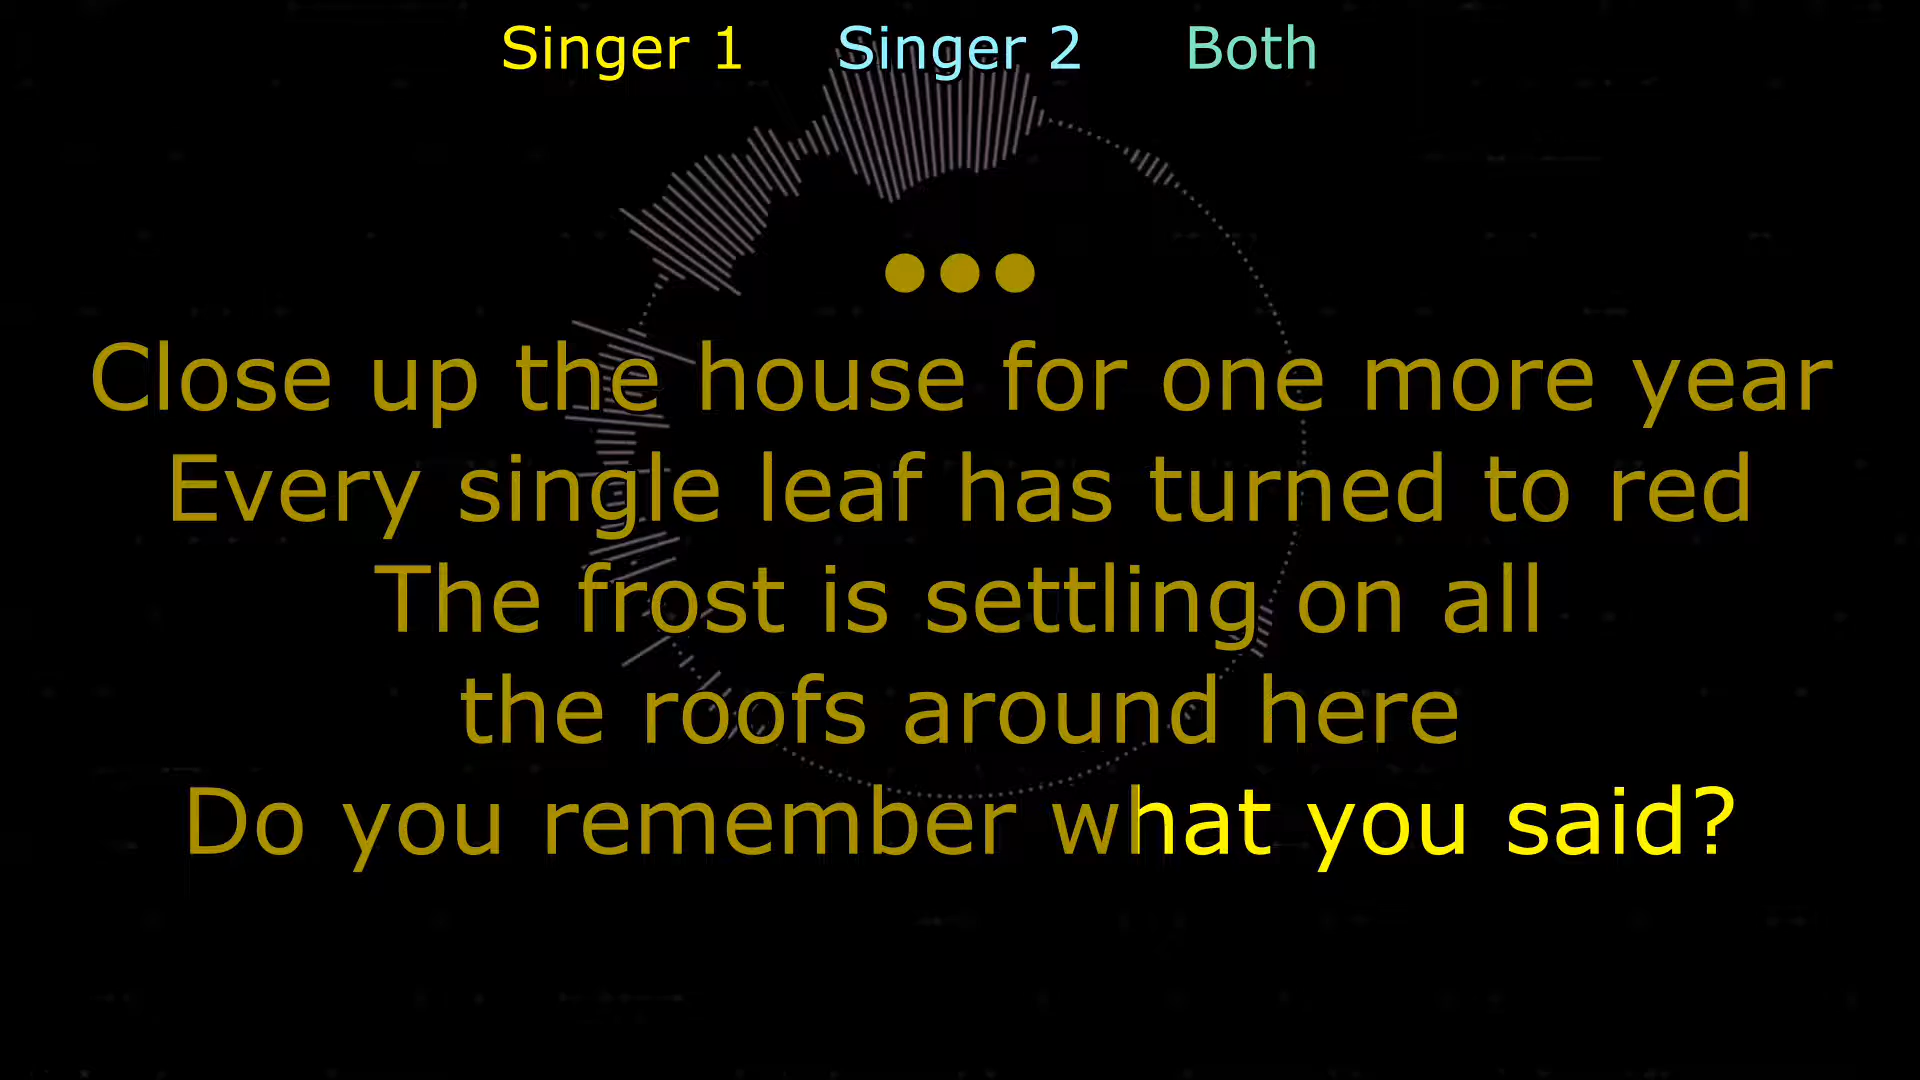 Singer 1 Singer 2 Both
Close up the house for one more year
Every single leaf has turned to red
The frost is settling on all
the roofs around here
Do you remember what you said?